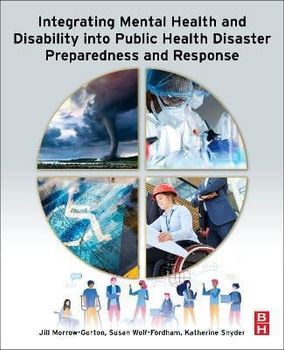 Integrating Mental Health and
Disability into Public Health Disaster
Preparedness and Response
Jill Morrow-Gorton, Susan Wolf-Fordham, Katherine Snyder
B
H